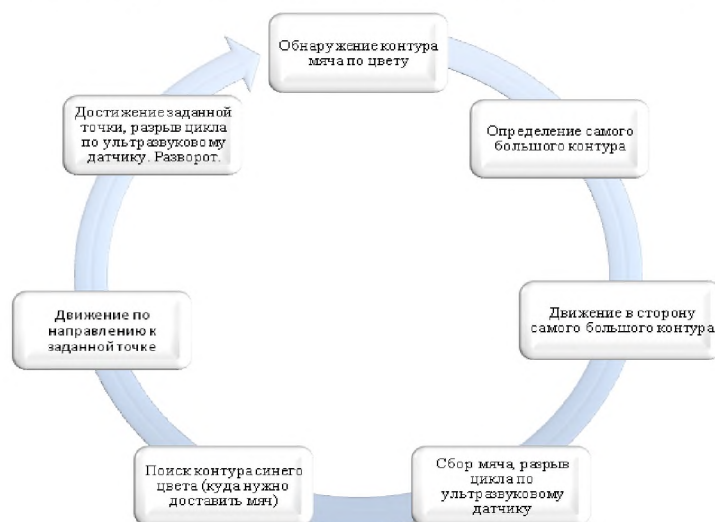 Обнаружение контура
мяча по цвету
Определение самого
большого контура
Движение в сторону
самого большого контура
Сбор мяча, разрыв
цикла по
ультразвуковому
датчику
Поиск контура синего
цвета (куда нужно
доставить мяч)
Движение по
направлению к
заданной точке
Достижение заданной
точки, разрыв цикла
по ультразвуковому
датчику. Разворот.